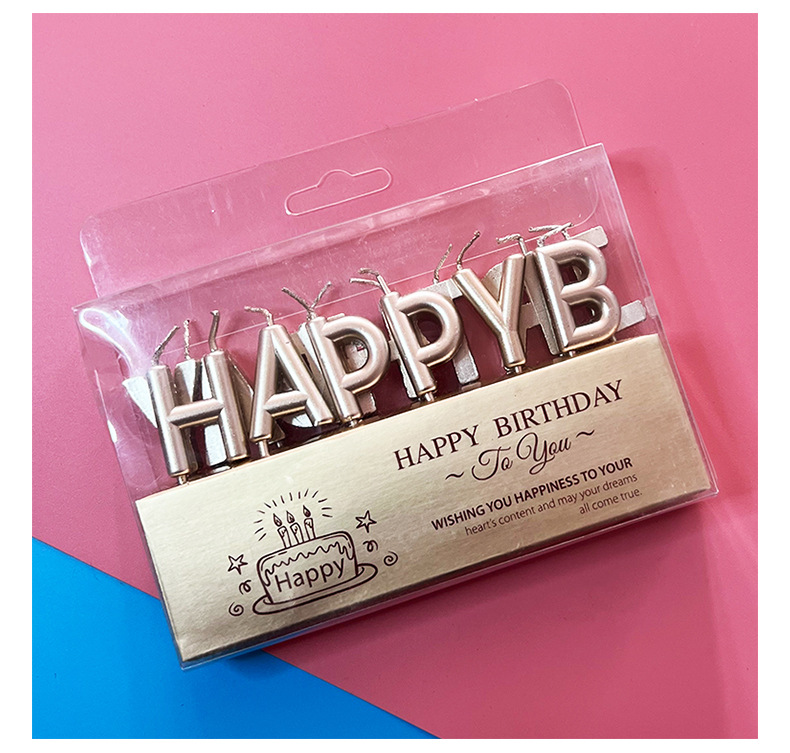 HAPPYB
HAPPY BIRTHDAY
~ To You ~
WISHING YOU HAPPINESS TO YOUR
heart's content and may your dreams
all come true.
Happy